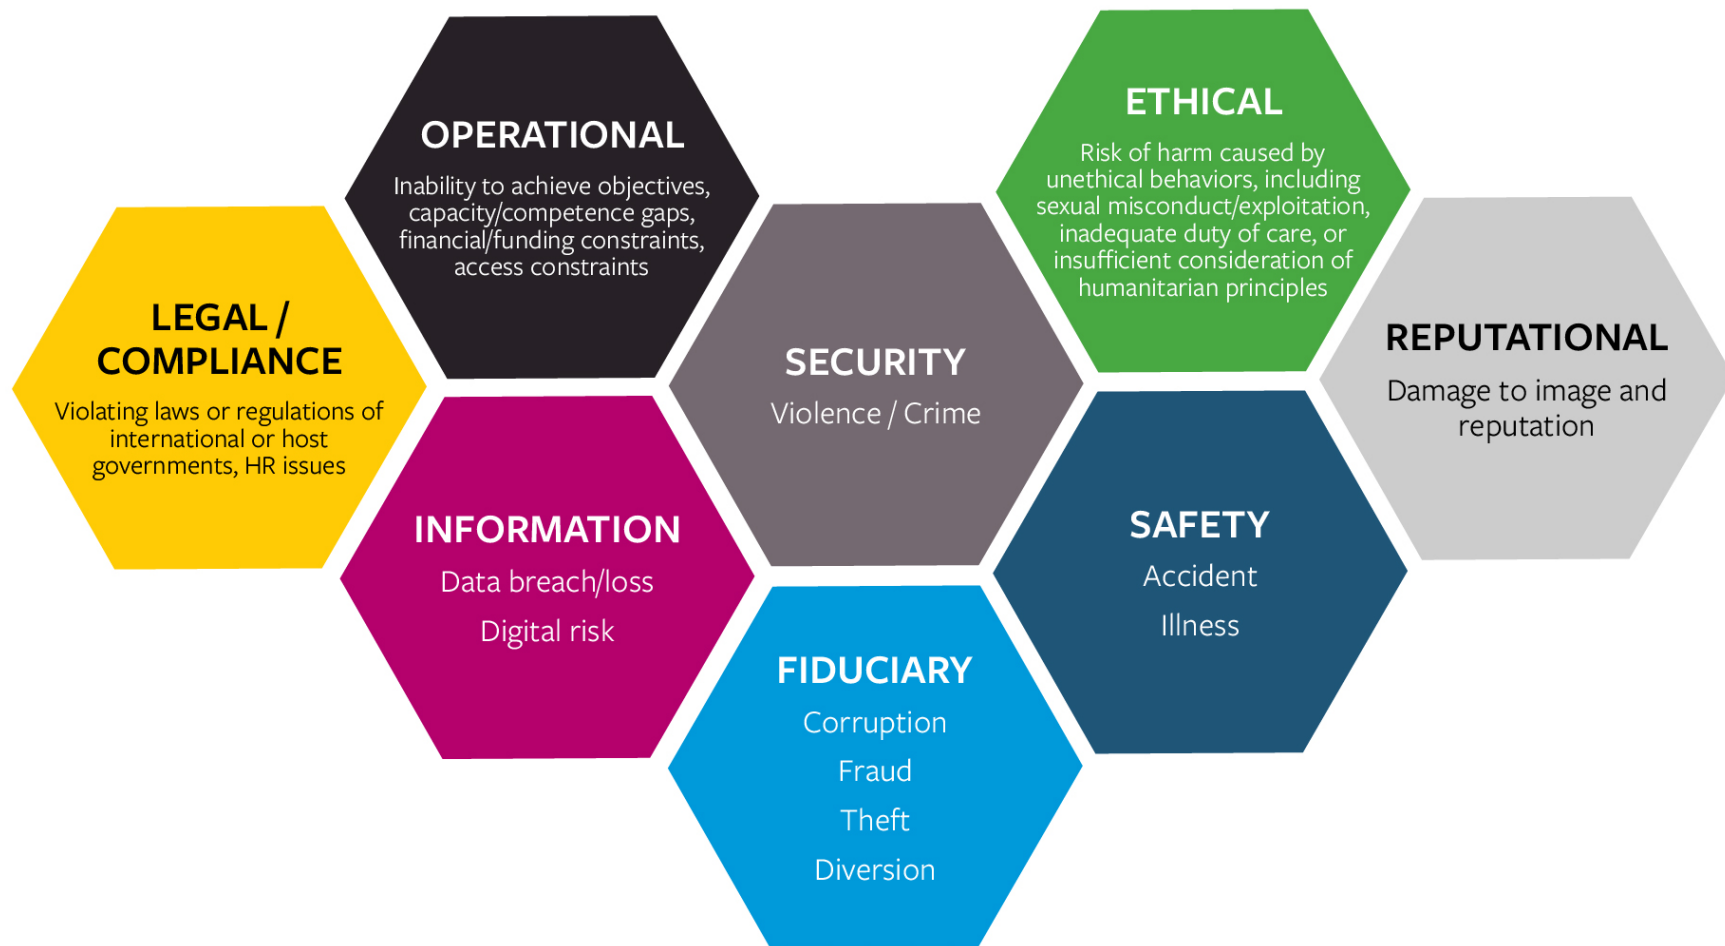 OPERATIONAL
Inability to achieve objectives,
capacity/competence gaps,
financial/funding constraints,
access constraints
ETHICAL
Risk of harm caused by
unethical behaviors, including
sexual misconduct/exploitation,
inadequate duty of care, or
insufficient consideration of
humanitarian principles
LEGAL /
COMPLIANCE
Violating laws or regulations of
international or host
governments, HR issues
SECURITY
Violence / Crime
REPUTATIONAL
Damage to image and
reputation
INFORMATION
Data breach/loss
Digital risk
SAFETY
Accident
Illness
FIDUCIARY
Corruption
Fraud
Theft
Diversion